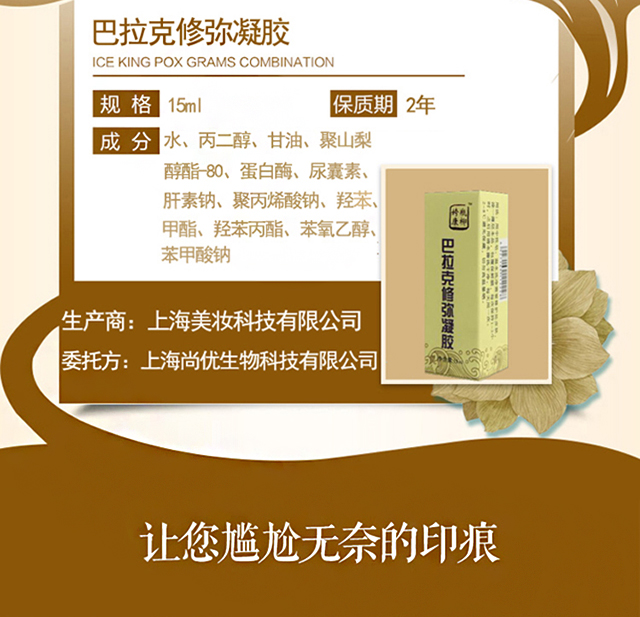 巴拉克修弥凝胶
ICE KING POX GRAMS COMBINATION
规格 15ml 保质期 2年
成分 水、丙二醇、甘油、聚山梨
醇酯-80、蛋白酶、尿囊素、
肝素钠、聚丙烯酸钠、羟苯
甲酯、羟苯丙酯、苯氧乙醇、
苯甲酸钠
生产商：上海美妆科技有限公司
委托方：上海尚优生物科技有限公司
巴拉克修弥凝胶
让您尴尬无奈的印痕